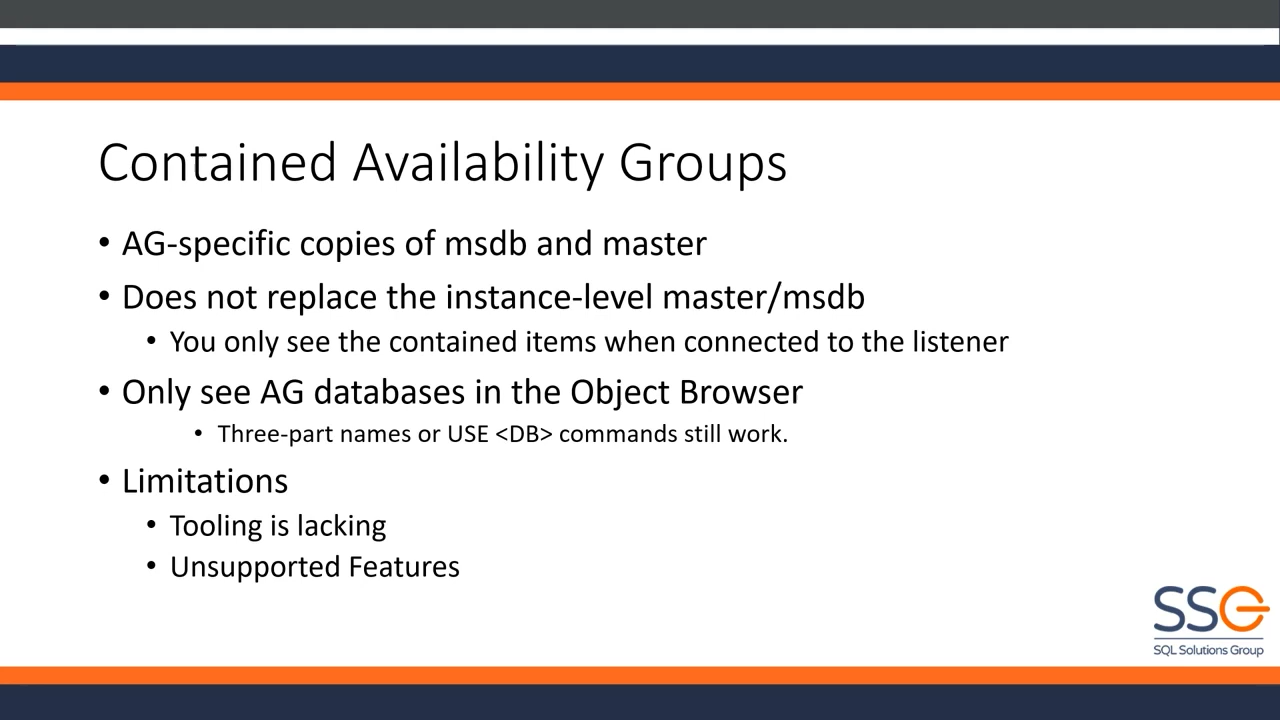 Contained Availability Groups
• AG-specific copies of msdb and master
• Does not replace the instance-level master/msdb
• You only see the contained items when connected to the listener
• Only see AG databases in the Object Browser
• Three-part names or USE <DB> commands still work.
• Limitations
• Tooling is lacking
• Unsupported Features
SSG
SQL Solutions Group